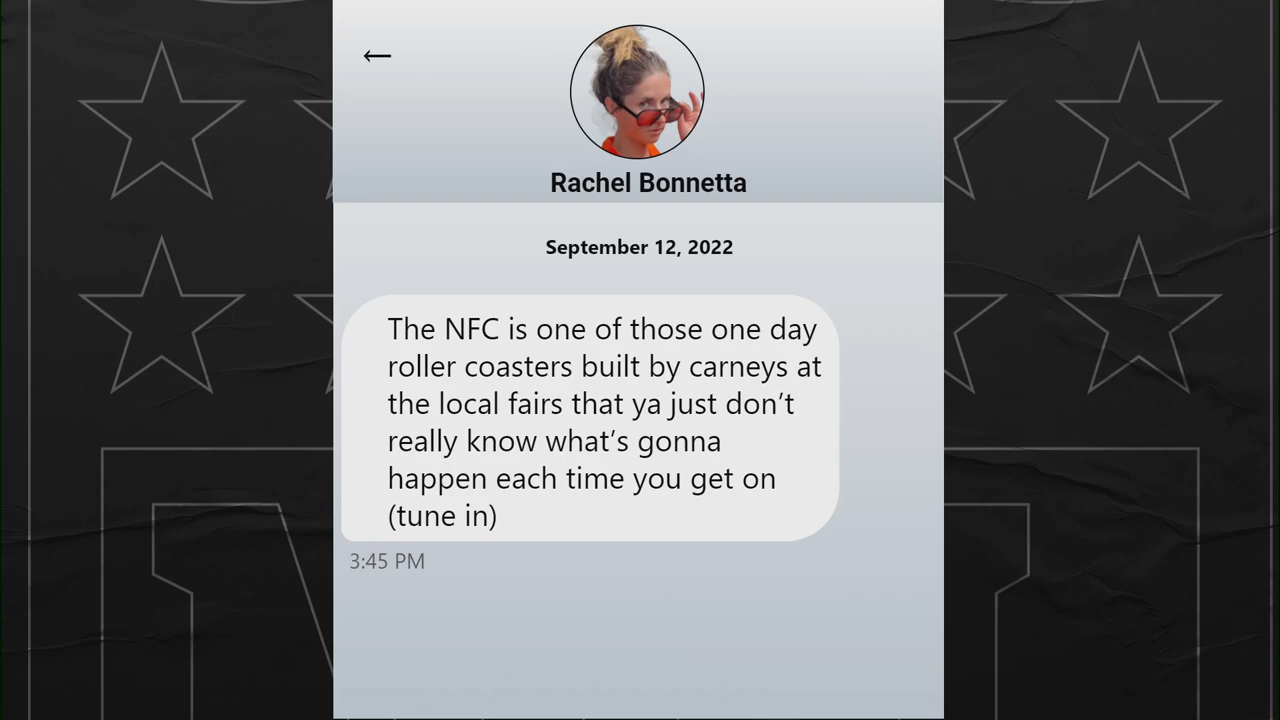 Rachel Bonnetta
September 12, 2022
The NFC is one of those one day
roller coasters built by carneys at
the local fairs that ya just don’t
really know what’s gonna
happen each time you get on
(tune in)
3:45 PM